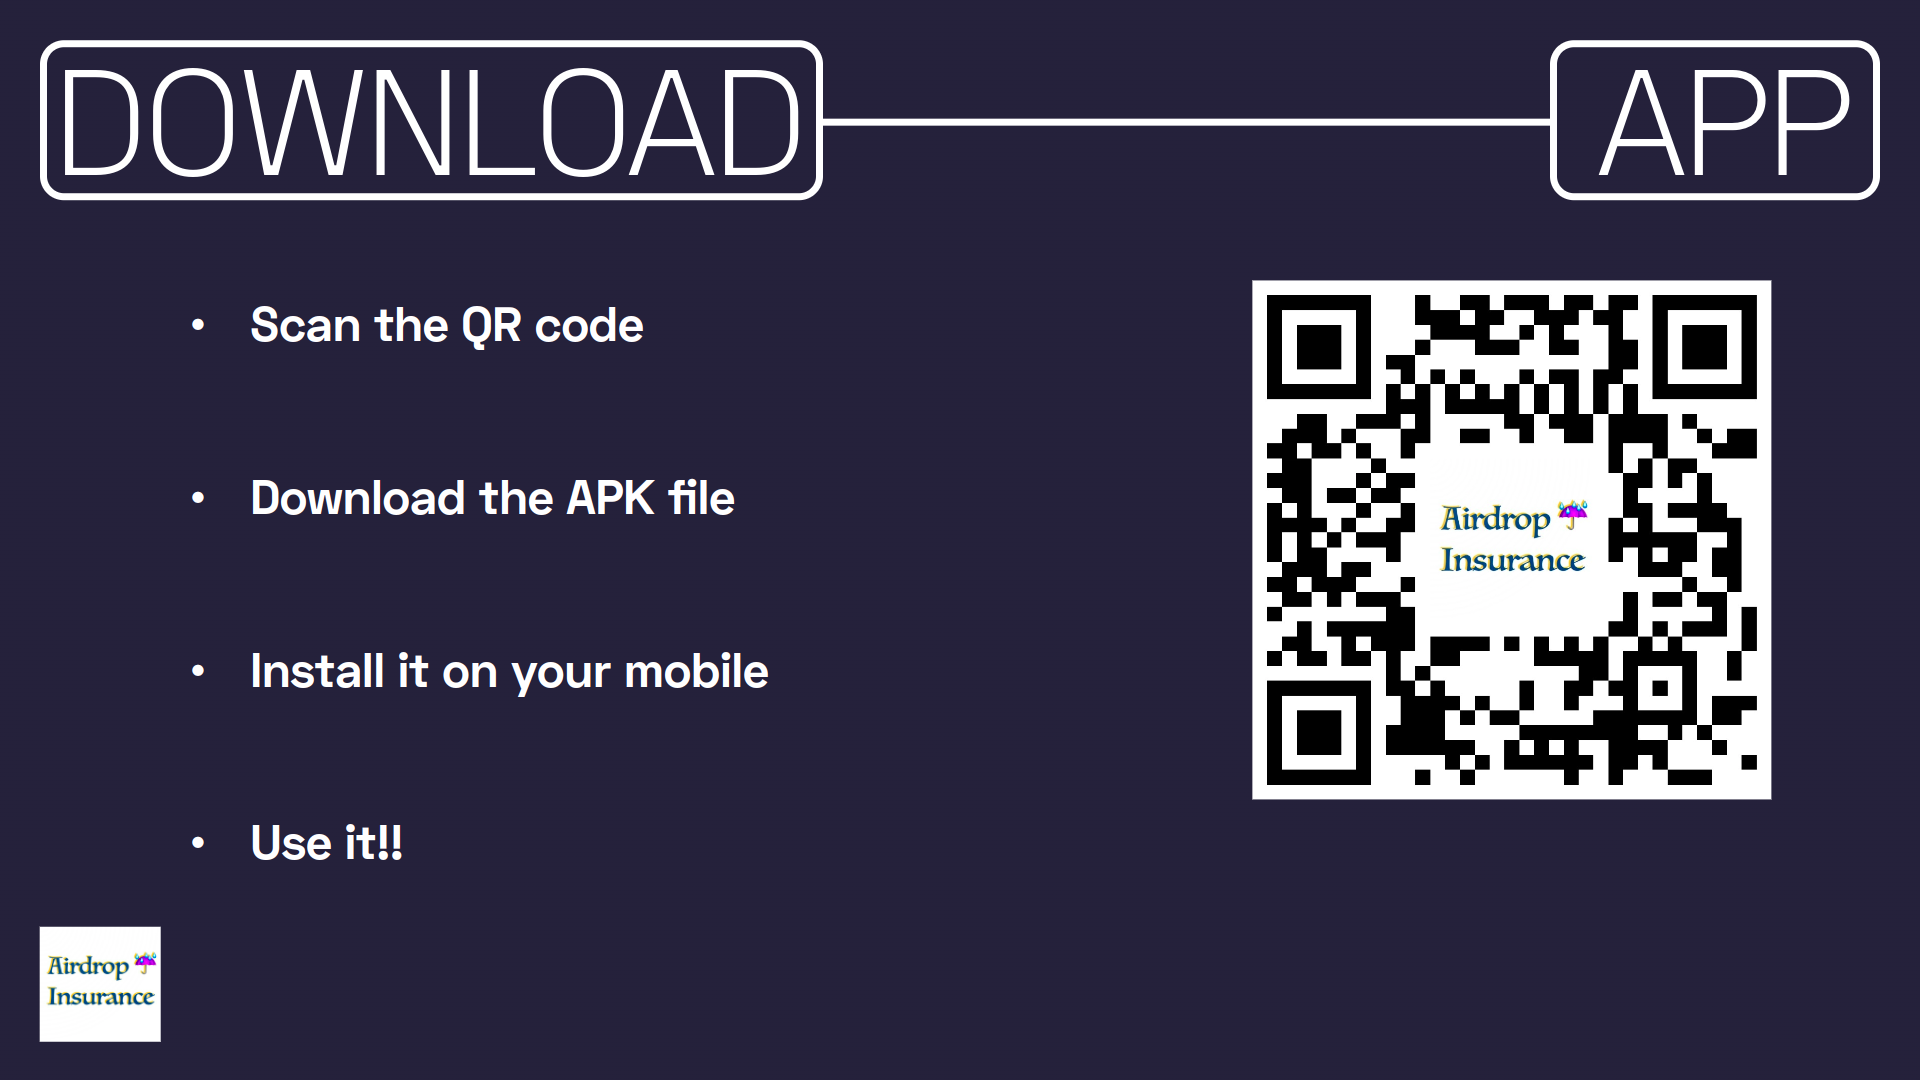 DOWNLOAD
APP
• Scan the QR code
• Download the APK file
• Install it on your mobile
• Use it!!
Airdrop ☔
Insurance
Airdrop ☔
Insurance